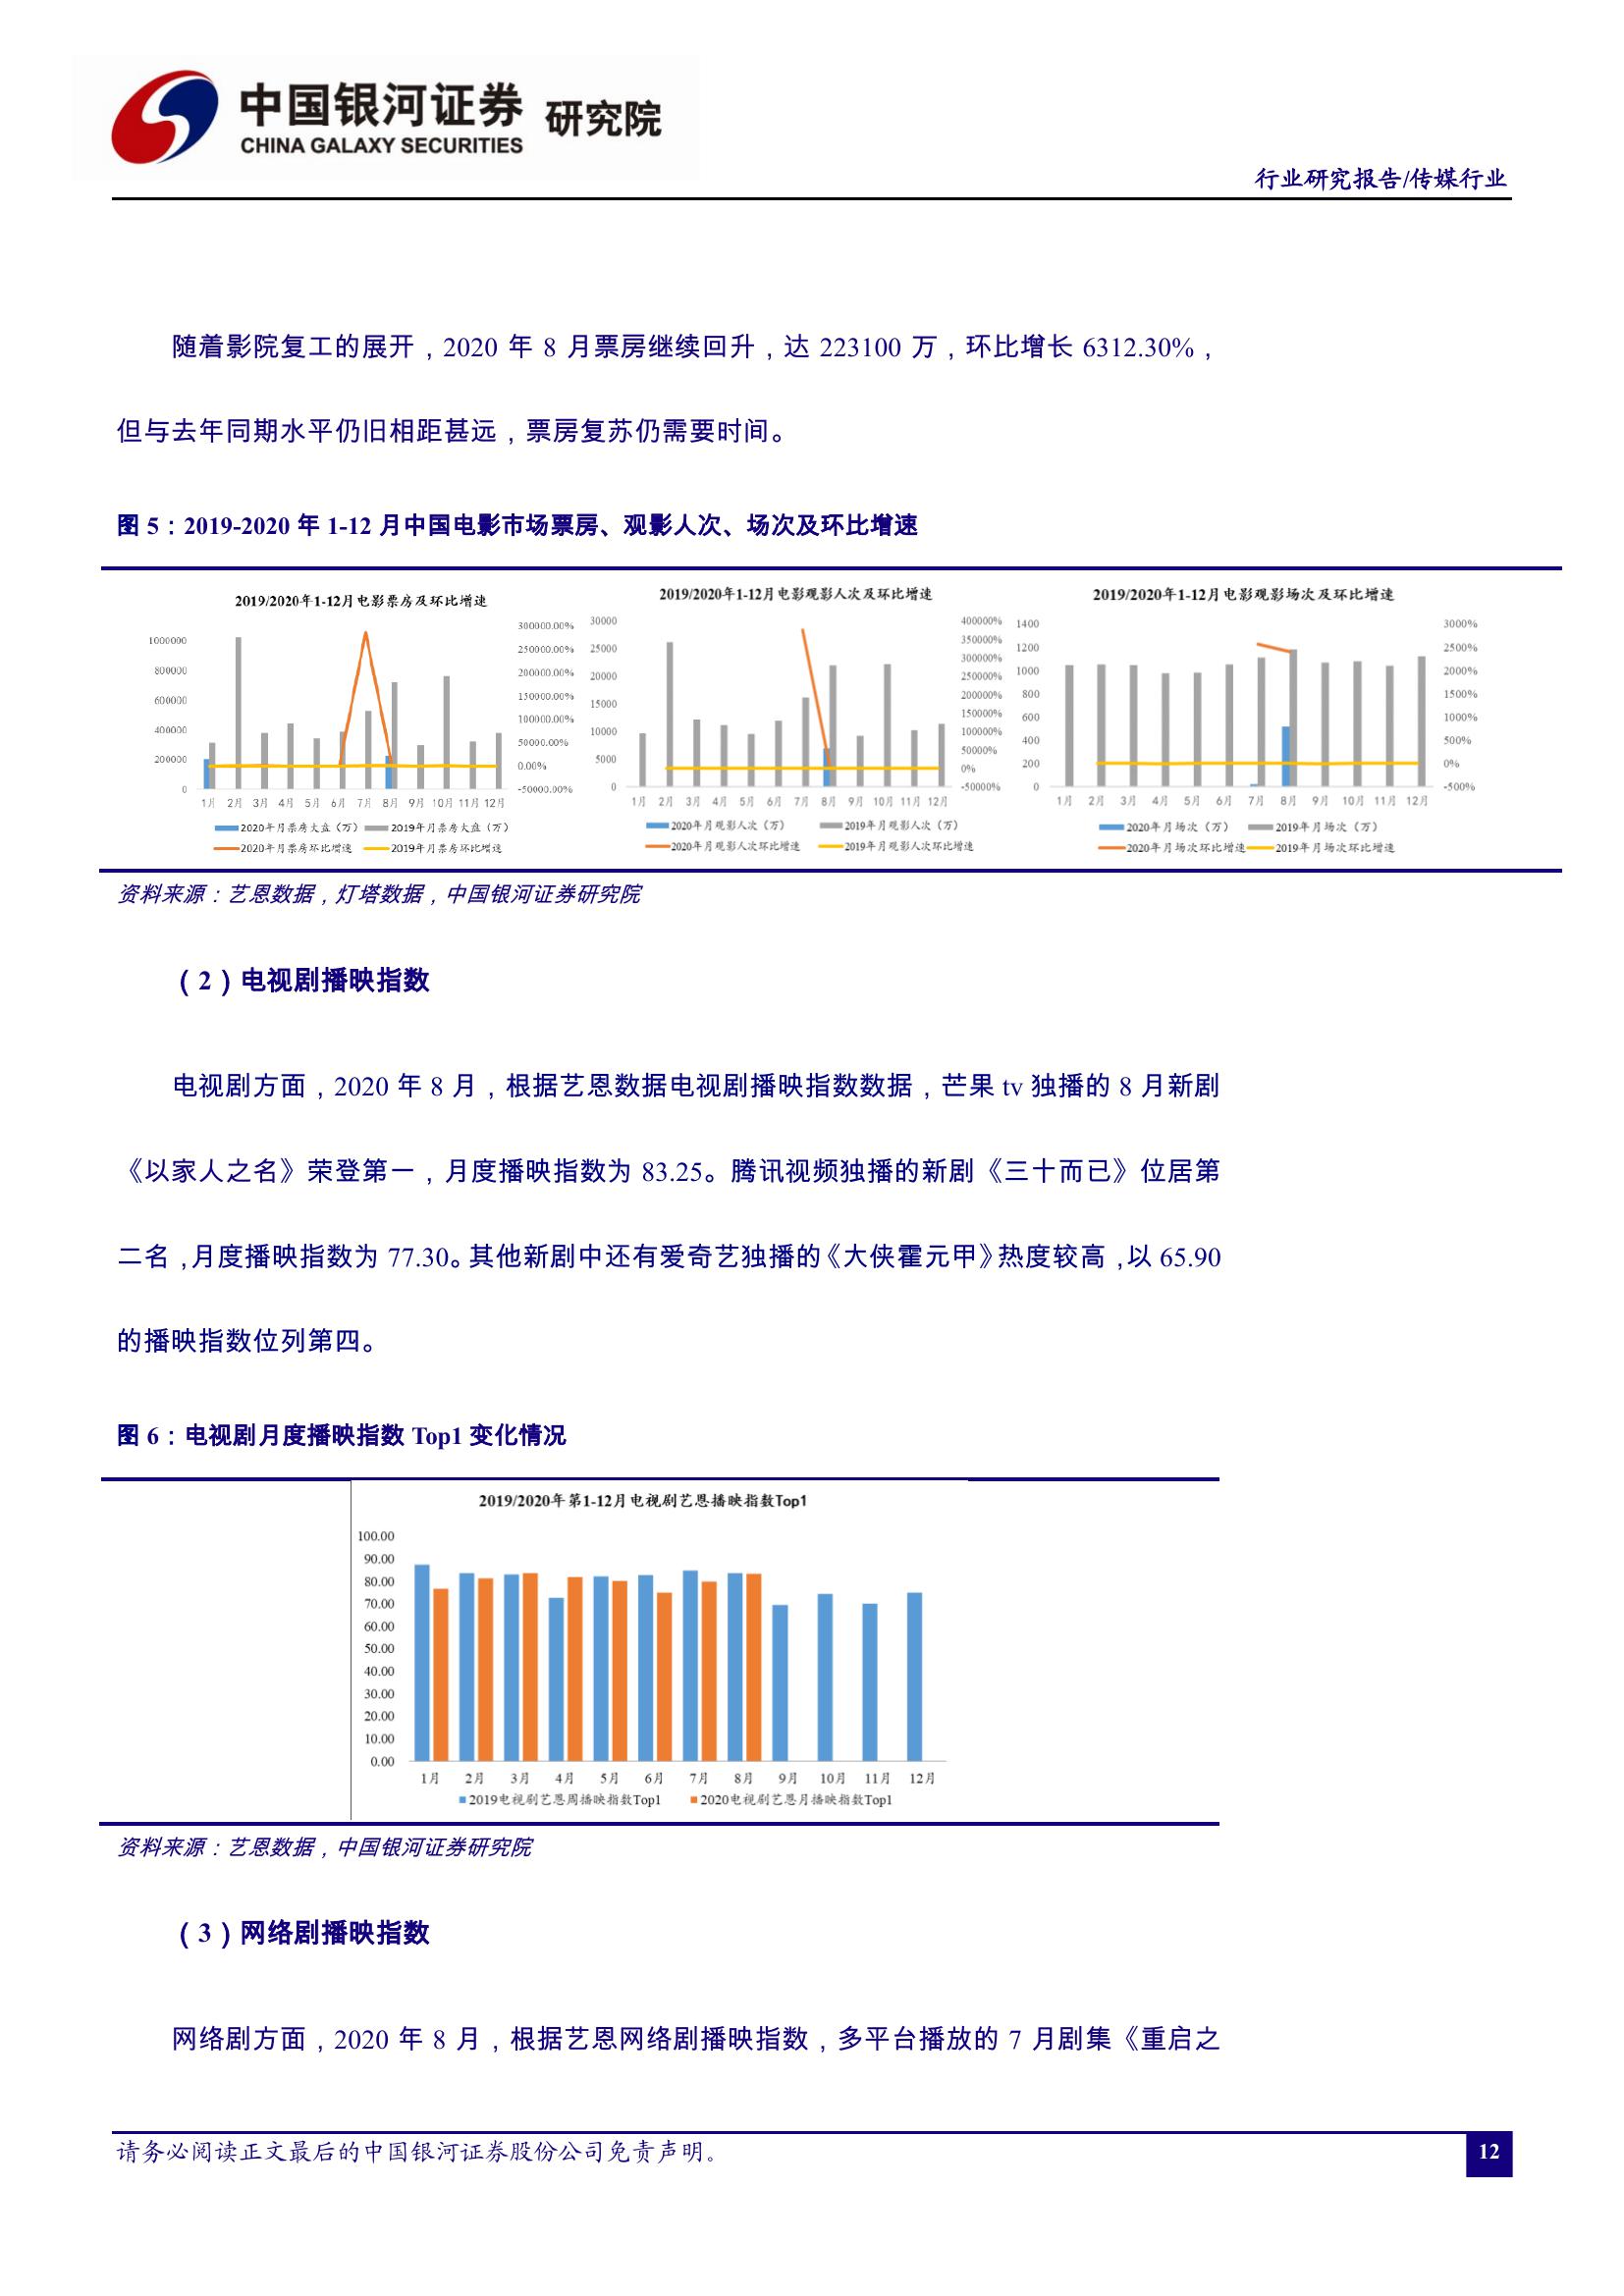 中国银河证券 研究院
CHINA GALAXY SECURITIES
行业研究报告/传媒行业
随着影院复工的展开，2020 年 8 月票房继续回升，达 223100 万，环比增长 6312.30%，
但与去年同期水平仍旧相距甚远，票房复苏仍需要时间。
图 5：2019-2020 年 1-12 月中国电影市场票房、观影人次、场次及环比增速
2019/2020年1-12月电影票房及环比增速
1000000
800000
600000
400000
200000
0
300000.00%
250000.00%
200000.00%
150000.00%
100000.00%
50000.00%
0.00%
-50000.00%
1月 2月 3月 4月 5月 6月 7月 8月 9月 10月 11月 12月
2020年月票房大盘（万） 2019年月票房大盘（万）
2020年月票房环比增速 2019年月票房环比增速
2019/2020年1-12月电影观影人次及环比增速
30000
25000
20000
15000
10000
5000
0
400000%
350000%
300000%
250000%
200000%
150000%
100000%
50000%
0%
-50000%
1月 2月 3月 4月 5月 6月 7月 8月 9月 10月 11月 12月
2020年月观影人次（万） 2019年月观影人次（万）
2020年月观影人次环比增速 2019年月观影人次环比增速
2019/2020年1-12月电影观影场次及环比增速
1400
1200
1000
800
600
400
200
0
3000%
2500%
2000%
1500%
1000%
500%
0%
-500%
1月 2月 3月 4月 5月 6月 7月 8月 9月 10月 11月 12月
2020年月场次（万） 2019年月场次（万）
2020年月场次环比增速 2019年月场次环比增速
资料来源：艺恩数据，灯塔数据，中国银河证券研究院
（2）电视剧播映指数
电视剧方面，2020 年 8 月，根据艺恩数据电视剧播映指数数据，芒果 tv 独播的 8 月新剧
《以家人之名》荣登第一，月度播映指数为 83.25。腾讯视频独播的新剧《三十而已》位居第
二名，月度播映指数为 77.30。其他新剧中还有爱奇艺独播的《大侠霍元甲》热度较高，以 65.90
的播映指数位列第四。
图 6：电视剧月度播映指数 Top1 变化情况
2019/2020年第1-12月电视剧艺恩播映指数Top1
100.00
90.00
80.00
70.00
60.00
50.00
40.00
30.00
20.00
10.00
0.00
1月 2月 3月 4月 5月 6月 7月 8月 9月 10月 11月 12月
2019电视剧艺恩周播映指数Top1 2020电视剧艺恩月播映指数Top1
资料来源：艺恩数据，中国银河证券研究院
（3）网络剧播映指数
网络剧方面，2020 年 8 月，根据艺恩网络剧播映指数，多平台播放的 7 月剧集《重启之
请务必阅读正文最后的中国银河证券股份公司免责声明。
12